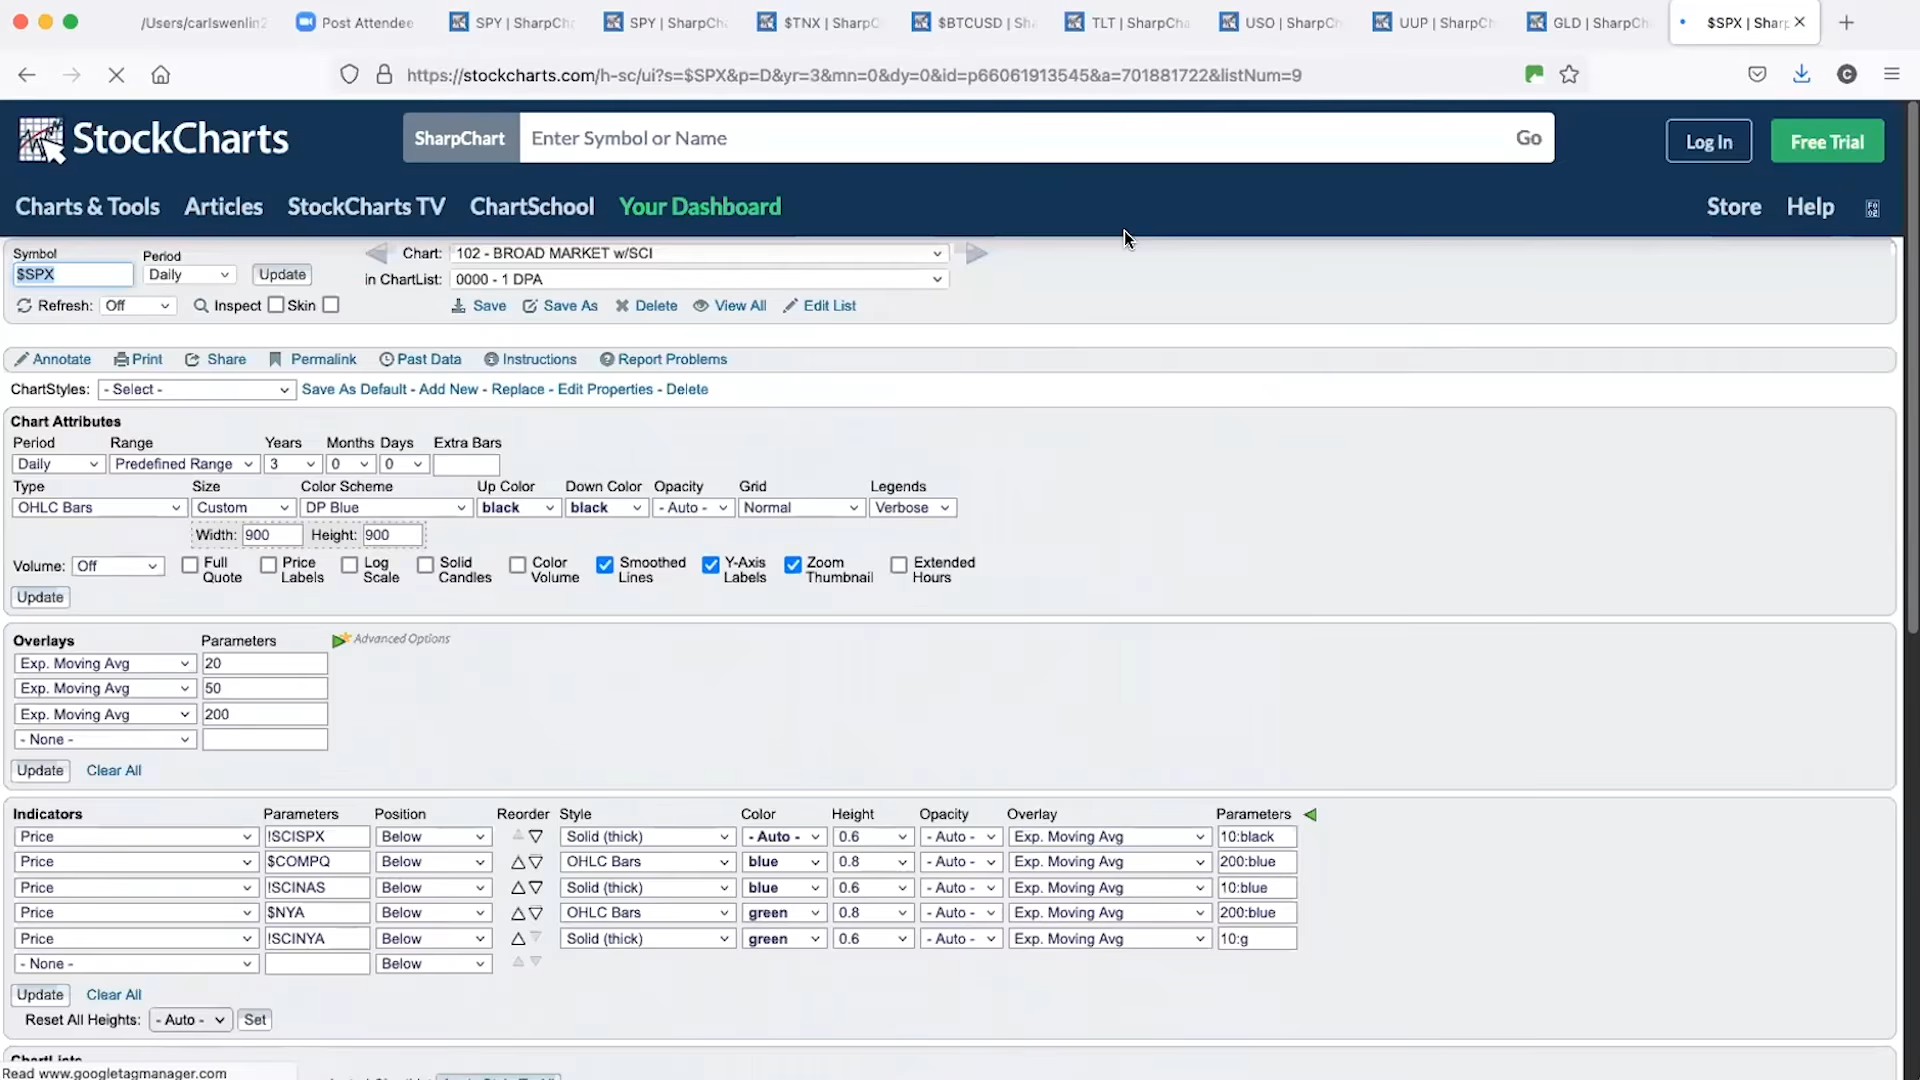 /Users/carlswenlin2
Post Attendee
SPY | SharpCh
SPY | SharpCh
$TNX | SharpC
$BTCUSD | Sh
TLT | SharpCha
USO | SharpCh
UUP | SharpCh
GLD | SharpCh
$SPX | Sharp
https://stockcharts.com/h-sc/ui?s=$SPX&p=D&yr=3&mn=0&dy=0&id=p66061913545&a=701881722&listNum=9
C
StockCharts
SharpChart Enter Symbol or Name Go
Log In Free Trial
Charts & Tools Articles StockCharts TV ChartSchool Your Dashboard Store Help
Symbol Period Chart: 102 - BROAD MARKET w/SCI
$SPX Daily Update in ChartList: 0000 - 1 DPA
Refresh: Off Inspect Skin Save Save As Delete View All Edit List
Annotate Print Share Permalink Past Data Instructions Report Problems
ChartStyles: - Select - Save As Default - Add New - Replace - Edit Properties - Delete
Chart Attributes
Period Range Years Months Days Extra Bars
Daily Predefined Range 3 0 0
Type Size Color Scheme Up Color Down Color Opacity Grid Legends
OHLC Bars Custom DP Blue black black - Auto - Normal Verbose
Width: 900 Height: 900
Volume: Off Full Quote Price Labels Log Scale Solid Candles Color Volume Smoothed Lines Y-Axis Labels Zoom Thumbnail Extended Hours
Update
Overlays Parameters Advanced Options
Exp. Moving Avg 20
Exp. Moving Avg 50
Exp. Moving Avg 200
- None -
Update Clear All
Indicators Parameters Position Reorder Style Color Height Opacity Overlay Parameters
Price !SCISPX Below Solid (thick) - Auto - 0.6 - Auto - Exp. Moving Avg 10:black
Price $COMPQ Below OHLC Bars blue 0.8 - Auto - Exp. Moving Avg 200:blue
Price !SCINAS Below Solid (thick) blue 0.6 - Auto - Exp. Moving Avg 10:blue
Price $NYA Below OHLC Bars green 0.8 - Auto - Exp. Moving Avg 200:blue
Price !SCINYA Below Solid (thick) green 0.6 - Auto - Exp. Moving Avg 10:g
- None - Below
Update Clear All
Reset All Heights: - Auto - Set
ChartLists
Read www.googletagmanager.com